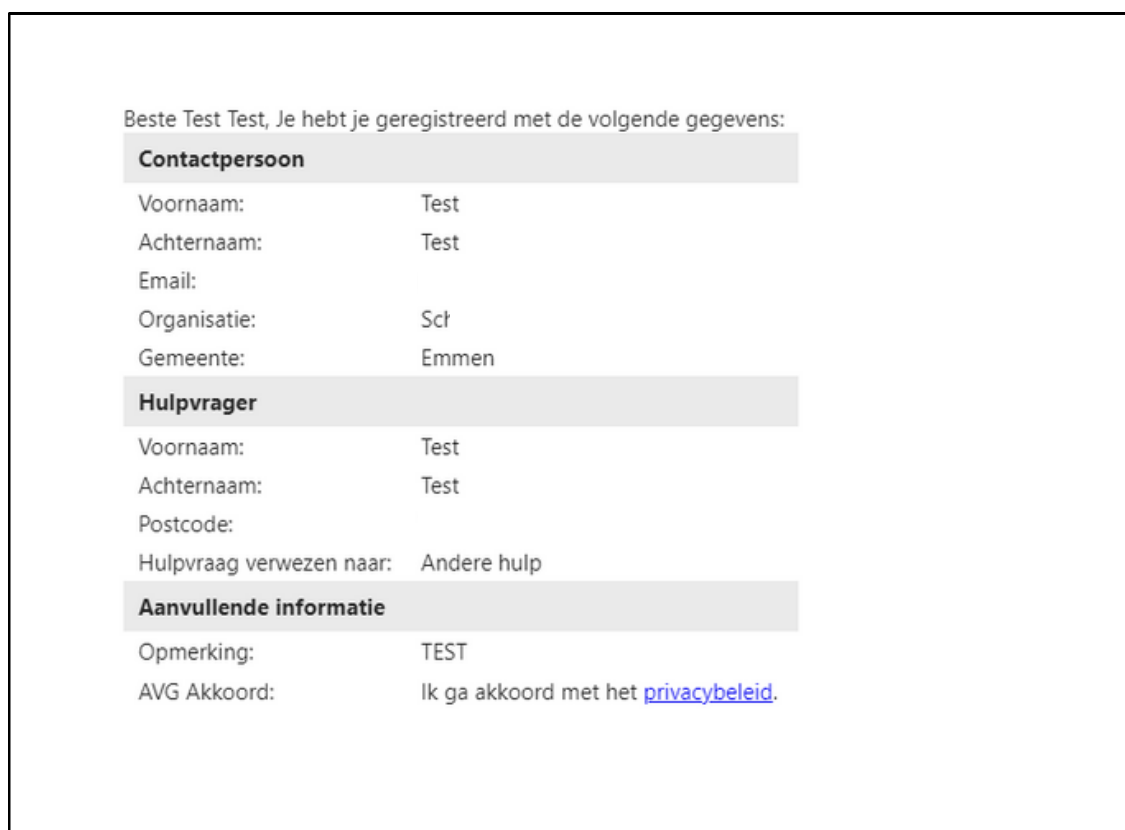 Beste Test Test, Je hebt je geregistreerd met de volgende gegevens:
Contactpersoon
Voornaam: Test
Achternaam: Test
Email:
Organisatie:
Gemeente: Emmen
Hulpvrager
Voornaam: Test
Achternaam: Test
Postcode:
Hulpvraag verwezen naar: Andere hulp
Aanvullende informatie
Opmerking: TEST
AVG Akkoord: Ik ga akkoord met het privacybeleid.